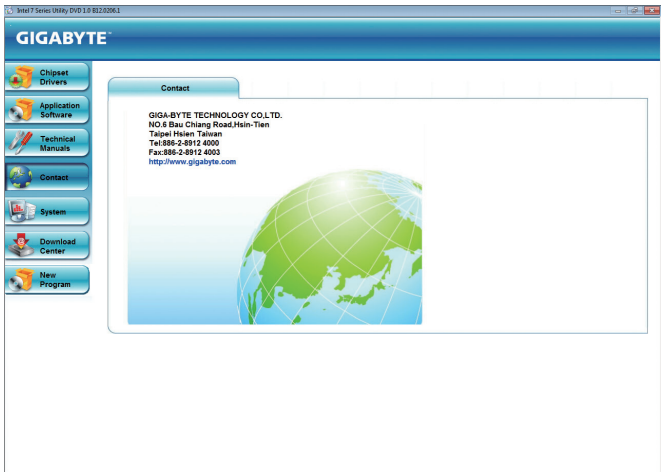 Intel 7 Series Utility DVD 1.0 B12.0206.1
GIGABYTE™
Chipset
Drivers
Application
Software
Technical
Manuals
Contact
System
Download
Center
New
Program
Contact
GIGA-BYTE TECHNOLOGY CO,LTD.
NO.6 Bau Chiang Road,Hsin-Tien
Taipei Hsien Taiwan
Tel:886-2-8912 4000
Fax:886-2-8912 4003
http://www.gigabyte.com